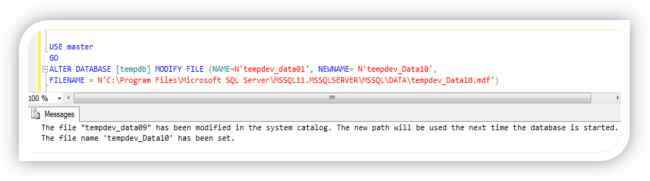 USE master
GO
ALTER DATABASE [tempdb] MODIFY FILE (NAME=N'tempdev_data01', NEWNAME= N'tempdev_Data10',
FILENAME = N'C:\Program Files\Microsoft SQL Server\MSSQL11.MSSQLSERVER\MSSQL\DATA\tempdev_Data10.mdf')
100 %
Messages
The file "tempdev_data09" has been modified in the system catalog. The new path will be used the next time the database is started.
The file name 'tempdev_Data10' has been set.